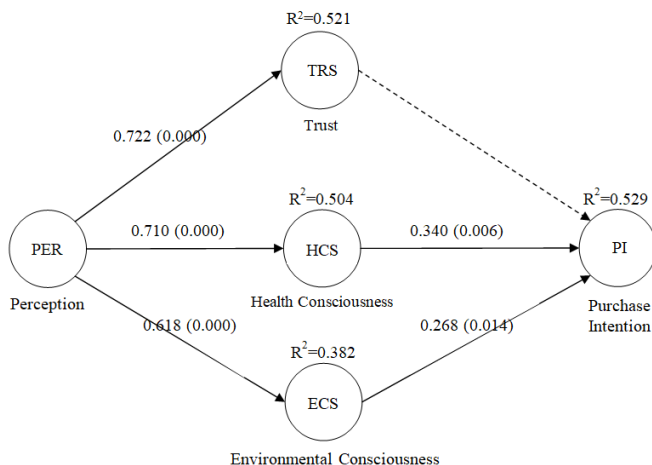 R²=0.521
TRS
Trust
0.722 (0.000)
R²=0.504
R²=0.529
0.710 (0.000)
0.340 (0.006)
PER
HCS
PI
Perception
Health Consciousness
Purchase
Intention
0.618 (0.000)
0.268 (0.014)
R²=0.382
ECS
Environmental Consciousness